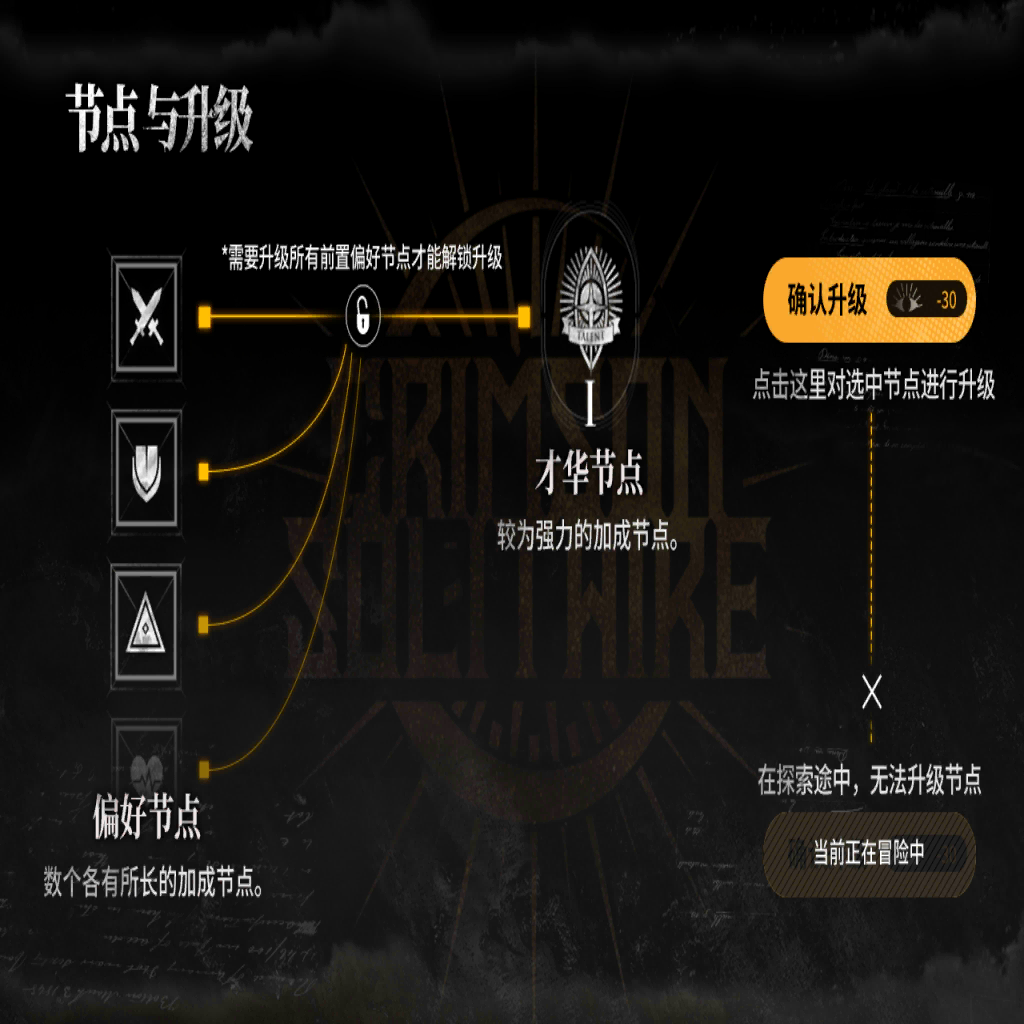 节点与升级
*需要升级所有前置偏好节点才能解锁升级
TALENT
I
才华节点
较为强力的加成节点。
偏好节点
数个各有所长的加成节点。
确认升级 -30
点击这里对选中节点进行升级
在探索途中，无法升级节点
当前正在冒险中
CRIMSON
SOLITAIRE